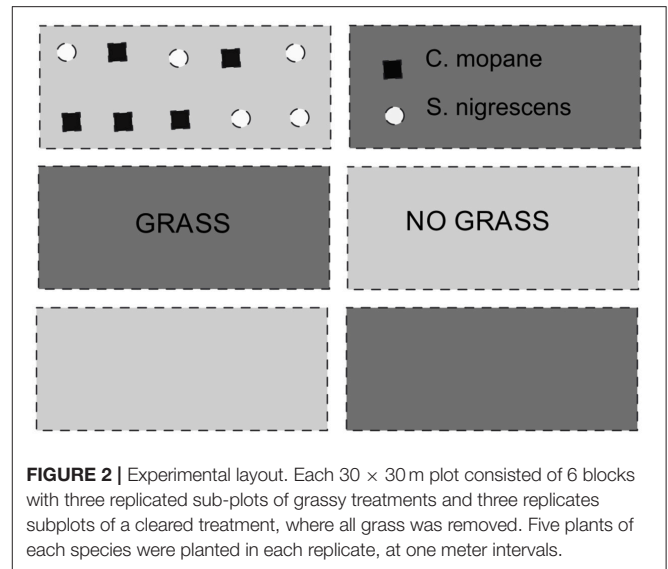 C. mopane
S. nigrescens
GRASS
NO GRASS
FIGURE 2 | Experimental layout. Each 30 × 30 m plot consisted of 6 blocks
with three replicated sub-plots of grassy treatments and three replicates
subplots of a cleared treatment, where all grass was removed. Five plants of
each species were planted in each replicate, at one meter intervals.